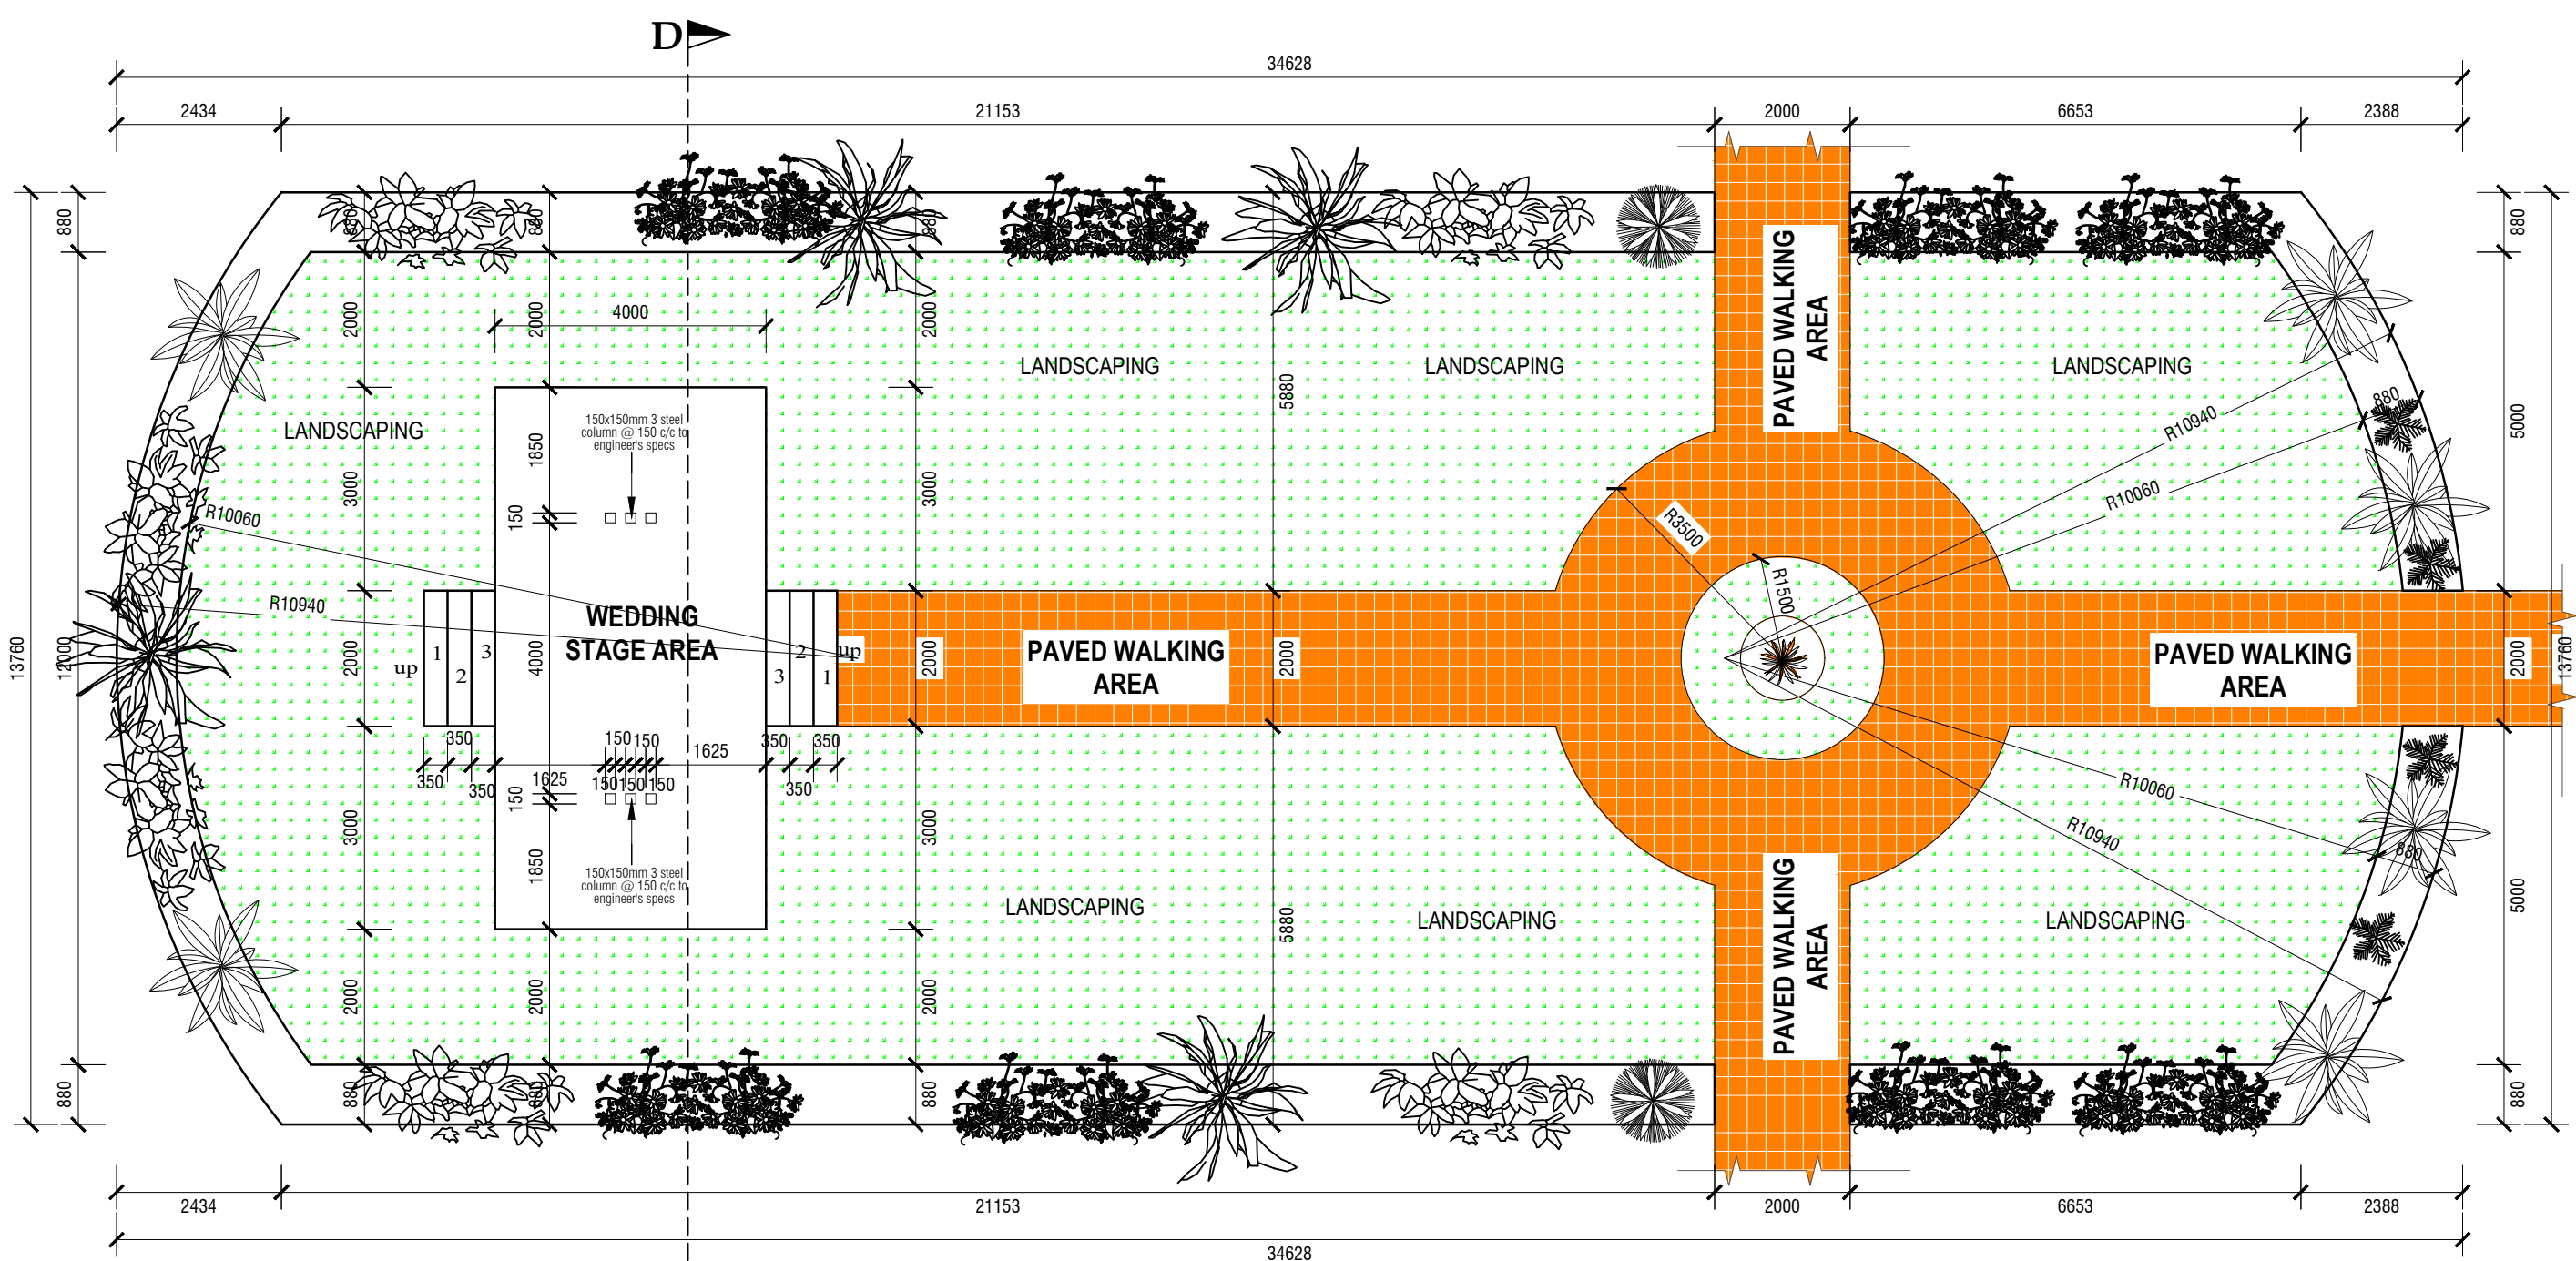 D
34628
2434 21153 2000 6653 2388
880 880 880 880 880
2000 2000 4000 2000
LANDSCAPING LANDSCAPING LANDSCAPING
PAVED WALKING
AREA
5880
LANDSCAPING
150x150mm 3 steel
column @ 150 c/c to
engineer's specs
1850
3000 3000
150
R10060
R10940
R3500
R1500
R10940
R10060
880
5000
WEDDING
STAGE AREA
up 1 2 3
3 2 1 up
13760 12000 2000 4000 2000 2000 2000 13760
PAVED WALKING
AREA
PAVED WALKING
AREA
350 150 150 1625 350 350
350 350 1625 150 150 150 350
150
3000 1850 3000
150x150mm 3 steel
column @ 150 c/c to
engineer's specs
R10060
R10940
880
5000
LANDSCAPING LANDSCAPING LANDSCAPING
5880
PAVED WALKING
AREA
2000 2000 2000
880 880 880 880 880
2434 21153 2000 6653 2388
34628